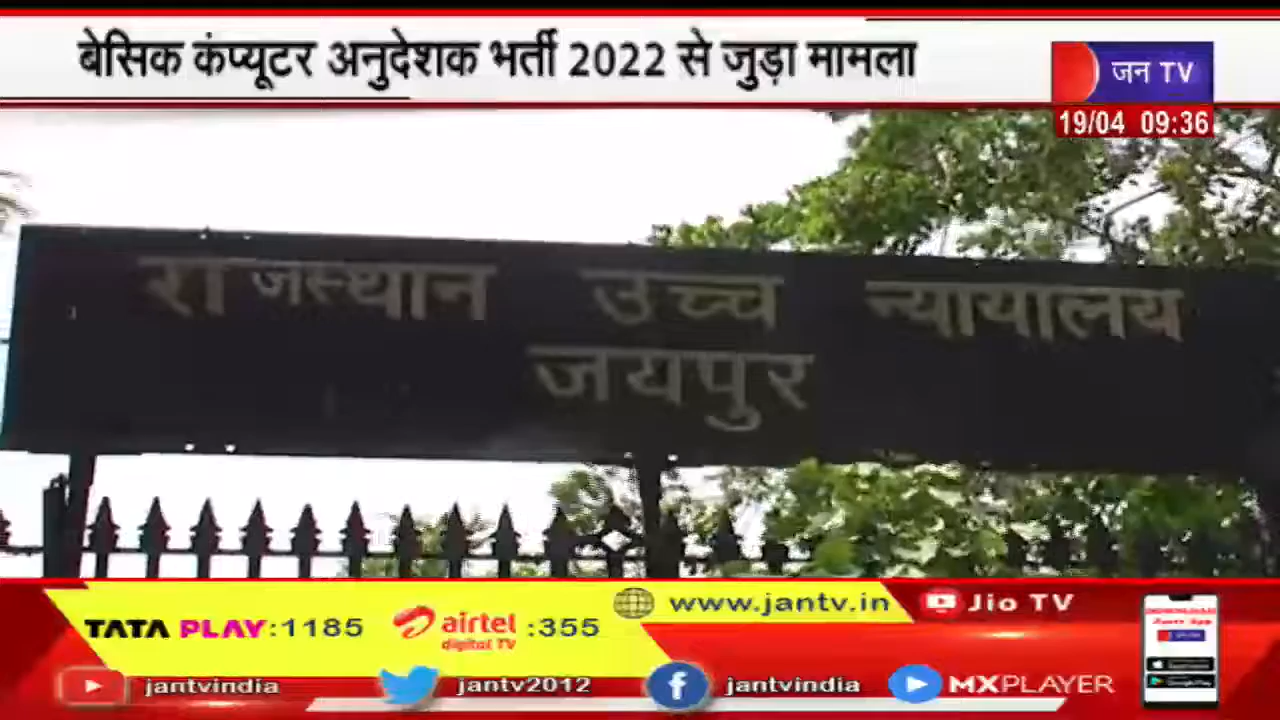 बेसिक कंप्यूटर अनुदेशक भर्ती 2022 से जुड़ा मामला
जन TV
19/04 09:36
राजस्थान उच्च न्यायालय
जयपुर
TATA PLAY:1185
airtel digital TV :355
www.jantv.in
Jio TV
jantvindia
jantv2012
jantvindia
MXPLAYER